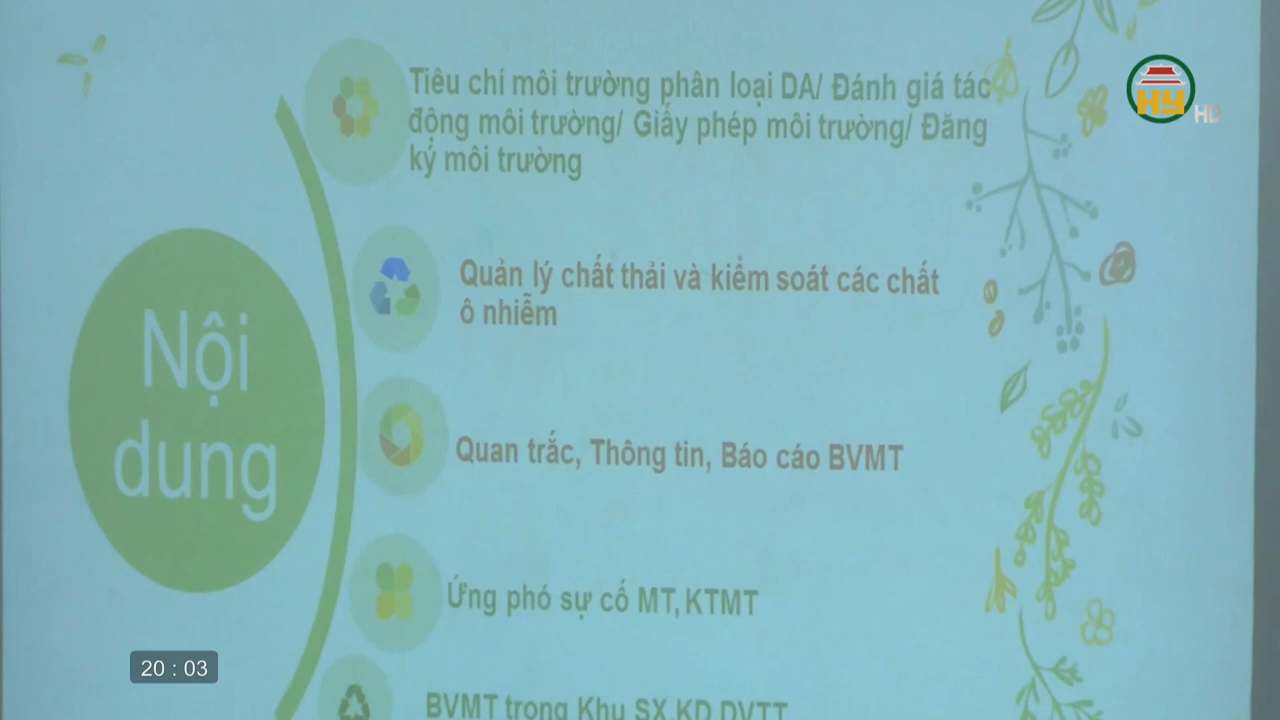 Tiêu chí môi trường phân loại DA/ Đánh giá tác
động môi trường/ Giấy phép môi trường/ Đăng
ký môi trường
HY HD
Quản lý chất thải và kiểm soát các chất
ô nhiễm
Nội
dung
Quan trắc, Thông tin, Báo cáo BVMT
Ứng phó sự cố MT, KTMT
20 : 03
BVMT trong Khu SX,KD,DVTT